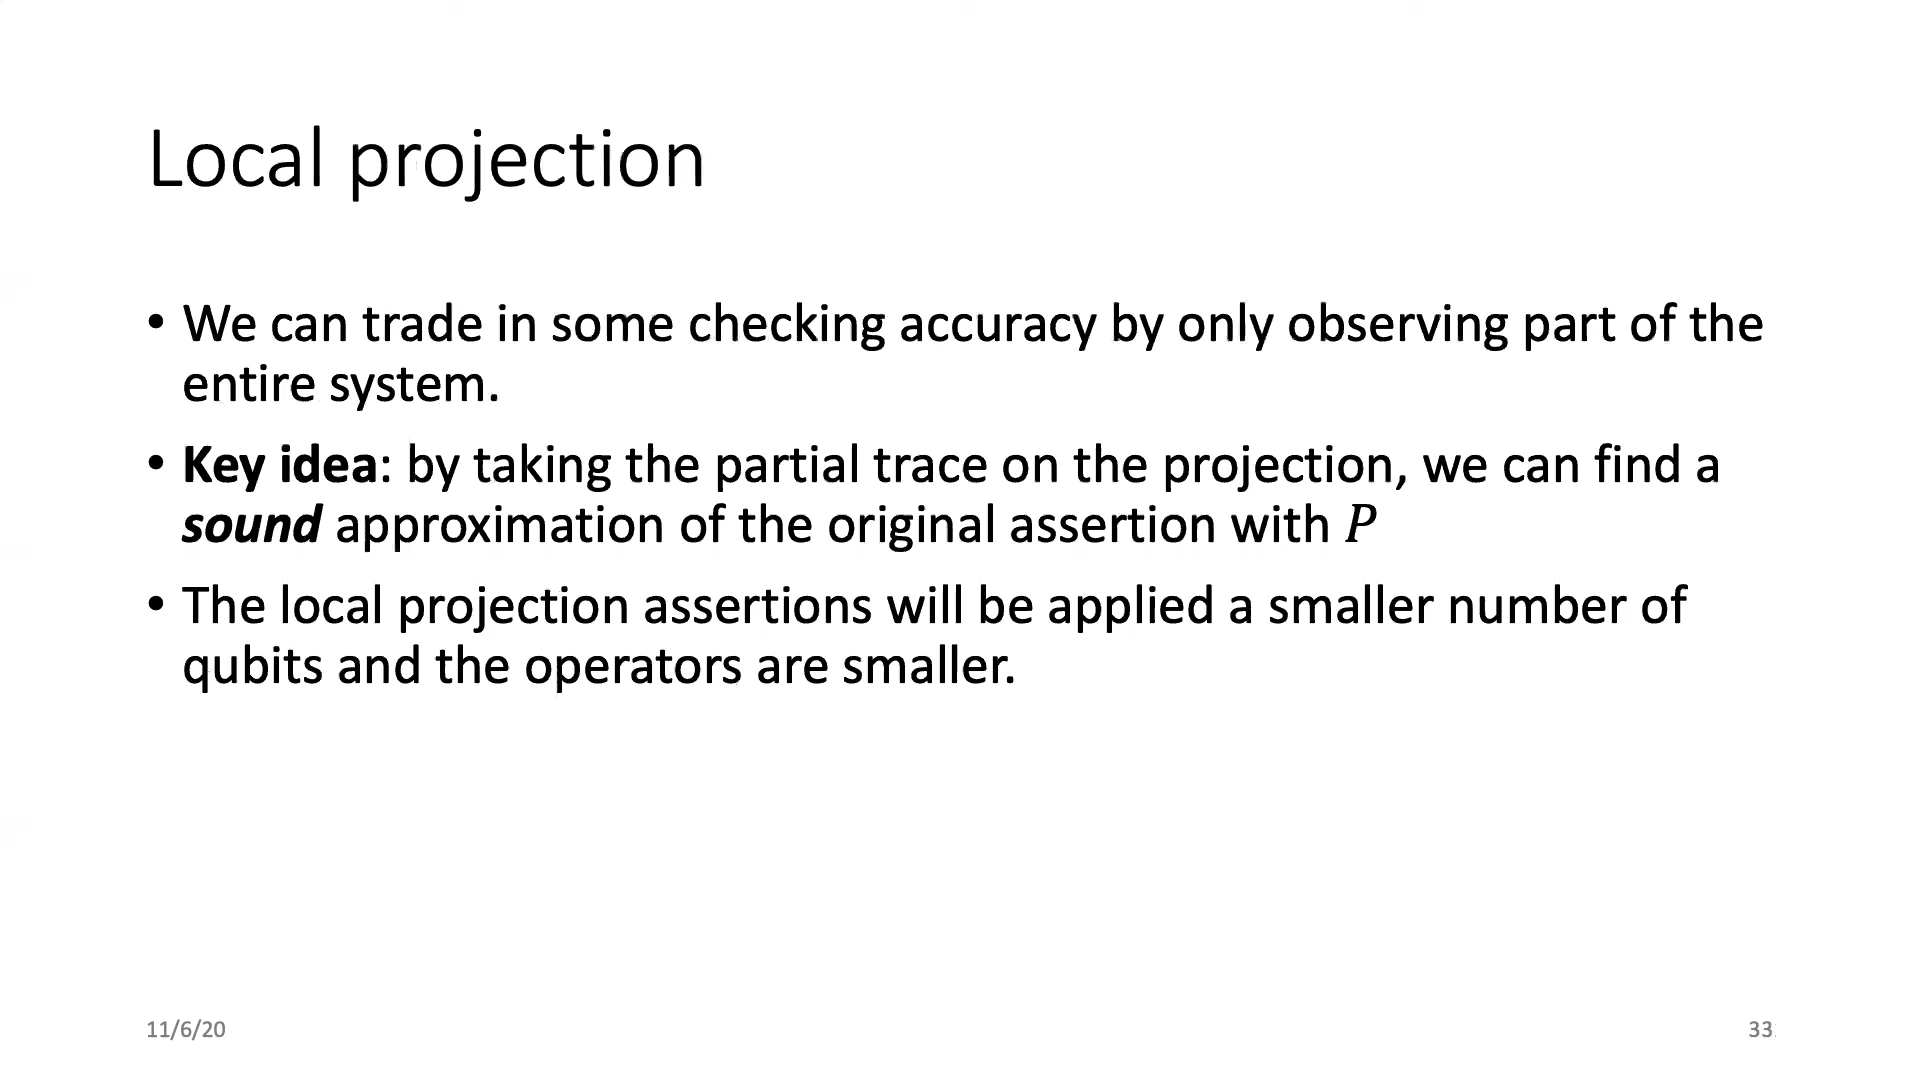 Local projection
• We can trade in some checking accuracy by only observing part of the
entire system.
• Key idea: by taking the partial trace on the projection, we can find a
sound approximation of the original assertion with P
• The local projection assertions will be applied a smaller number of
qubits and the operators are smaller.
11/6/20
33